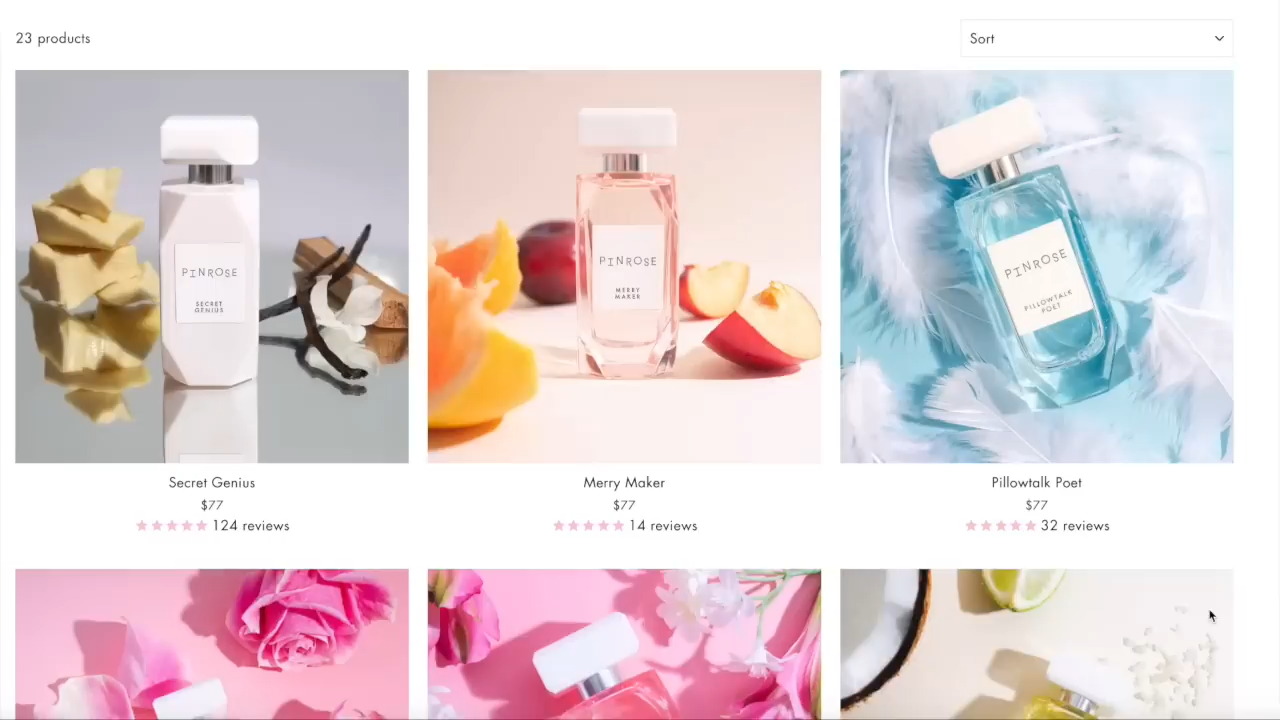 23 products
Sort
PINROSE
SECRET
GENIUS
PINROSE
MERRY
MAKER
PINROSE
PILLOWTALK
POET
Secret Genius
$77
124 reviews
Merry Maker
$77
14 reviews
Pillowtalk Poet
$77
32 reviews